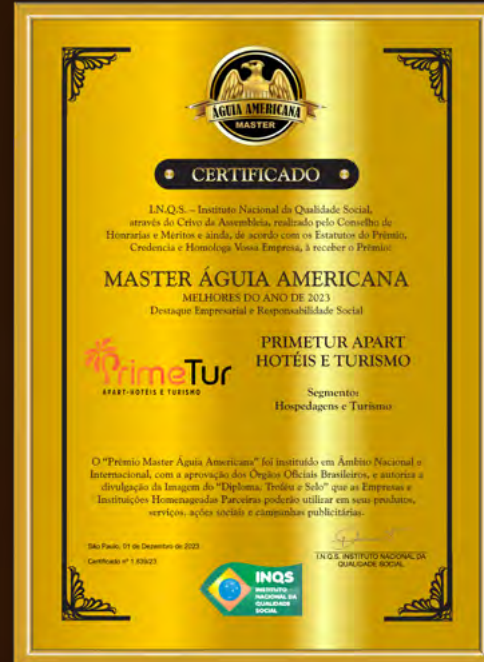 ÁGUIA AMERICANA
MASTER
CERTIFICADO
I.N.Q.S. – Instituto Nacional da Qualidade Social,
através do Crivo da Assembleia, realizado pelo Conselho de
Honrarias e Méritos e ainda, de acordo com os Estatutos do Prêmio,
Credencia e Homologa Vossa Empresa, à receber o Prêmio:
MASTER ÁGUIA AMERICANA
MELHORES DO ANO DE 2023
Destaque Empresarial e Responsabilidade Social
PrimeTur
APART-HOTÉIS E TURISMO
PRIMETUR APART
HOTÉIS E TURISMO
Segmento:
Hospedagens e Turismo
O “Prêmio Master Águia Americana” foi instituído em Âmbito Nacional e
Internacional, com a aprovação dos Órgãos Oficiais Brasileiros, e autoriza a
divulgação da Imagem do “Diploma, Troféu e Selo” que as Empresas e
Instituições Homenageadas Parceiras poderão utilizar em seus produtos,
serviços, ações sociais e campanhas publicitárias.
São Paulo, 01 de Dezembro de 2023
Certificado nº 1.839/23
I.N.Q.S. INSTITUTO NACIONAL DA
QUALIDADE SOCIAL
INQS
INSTITUTO
NACIONAL DA
QUALIDADE
SOCIAL